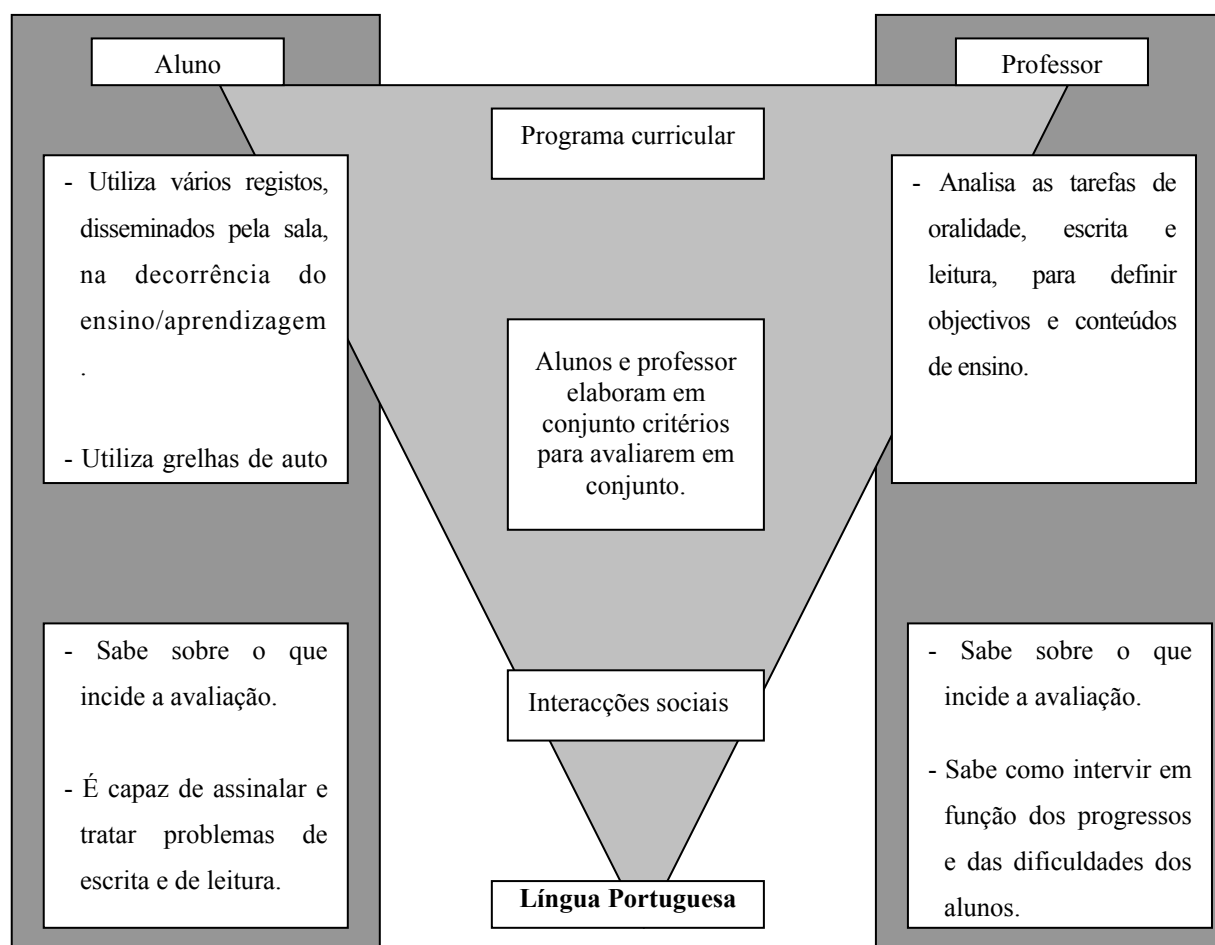 Aluno
- Utiliza vários registos,
disseminados pela sala,
na decorrência do
ensino/aprendizagem
.
- Utiliza grelhas de auto
- Sabe sobre o que
incide a avaliação.
- É capaz de assinalar e
tratar problemas de
escrita e de leitura.
Programa curricular
Alunos e professor
elaboram em
conjunto critérios
para avaliarem em
conjunto.
Interacções sociais
Língua Portuguesa
Professor
- Analisa as tarefas de
oralidade, escrita e
leitura, para definir
objectivos e conteúdos
de ensino.
- Sabe sobre o que
incide a avaliação.
- Sabe como intervir em
função dos progressos
e das dificuldades dos
alunos.